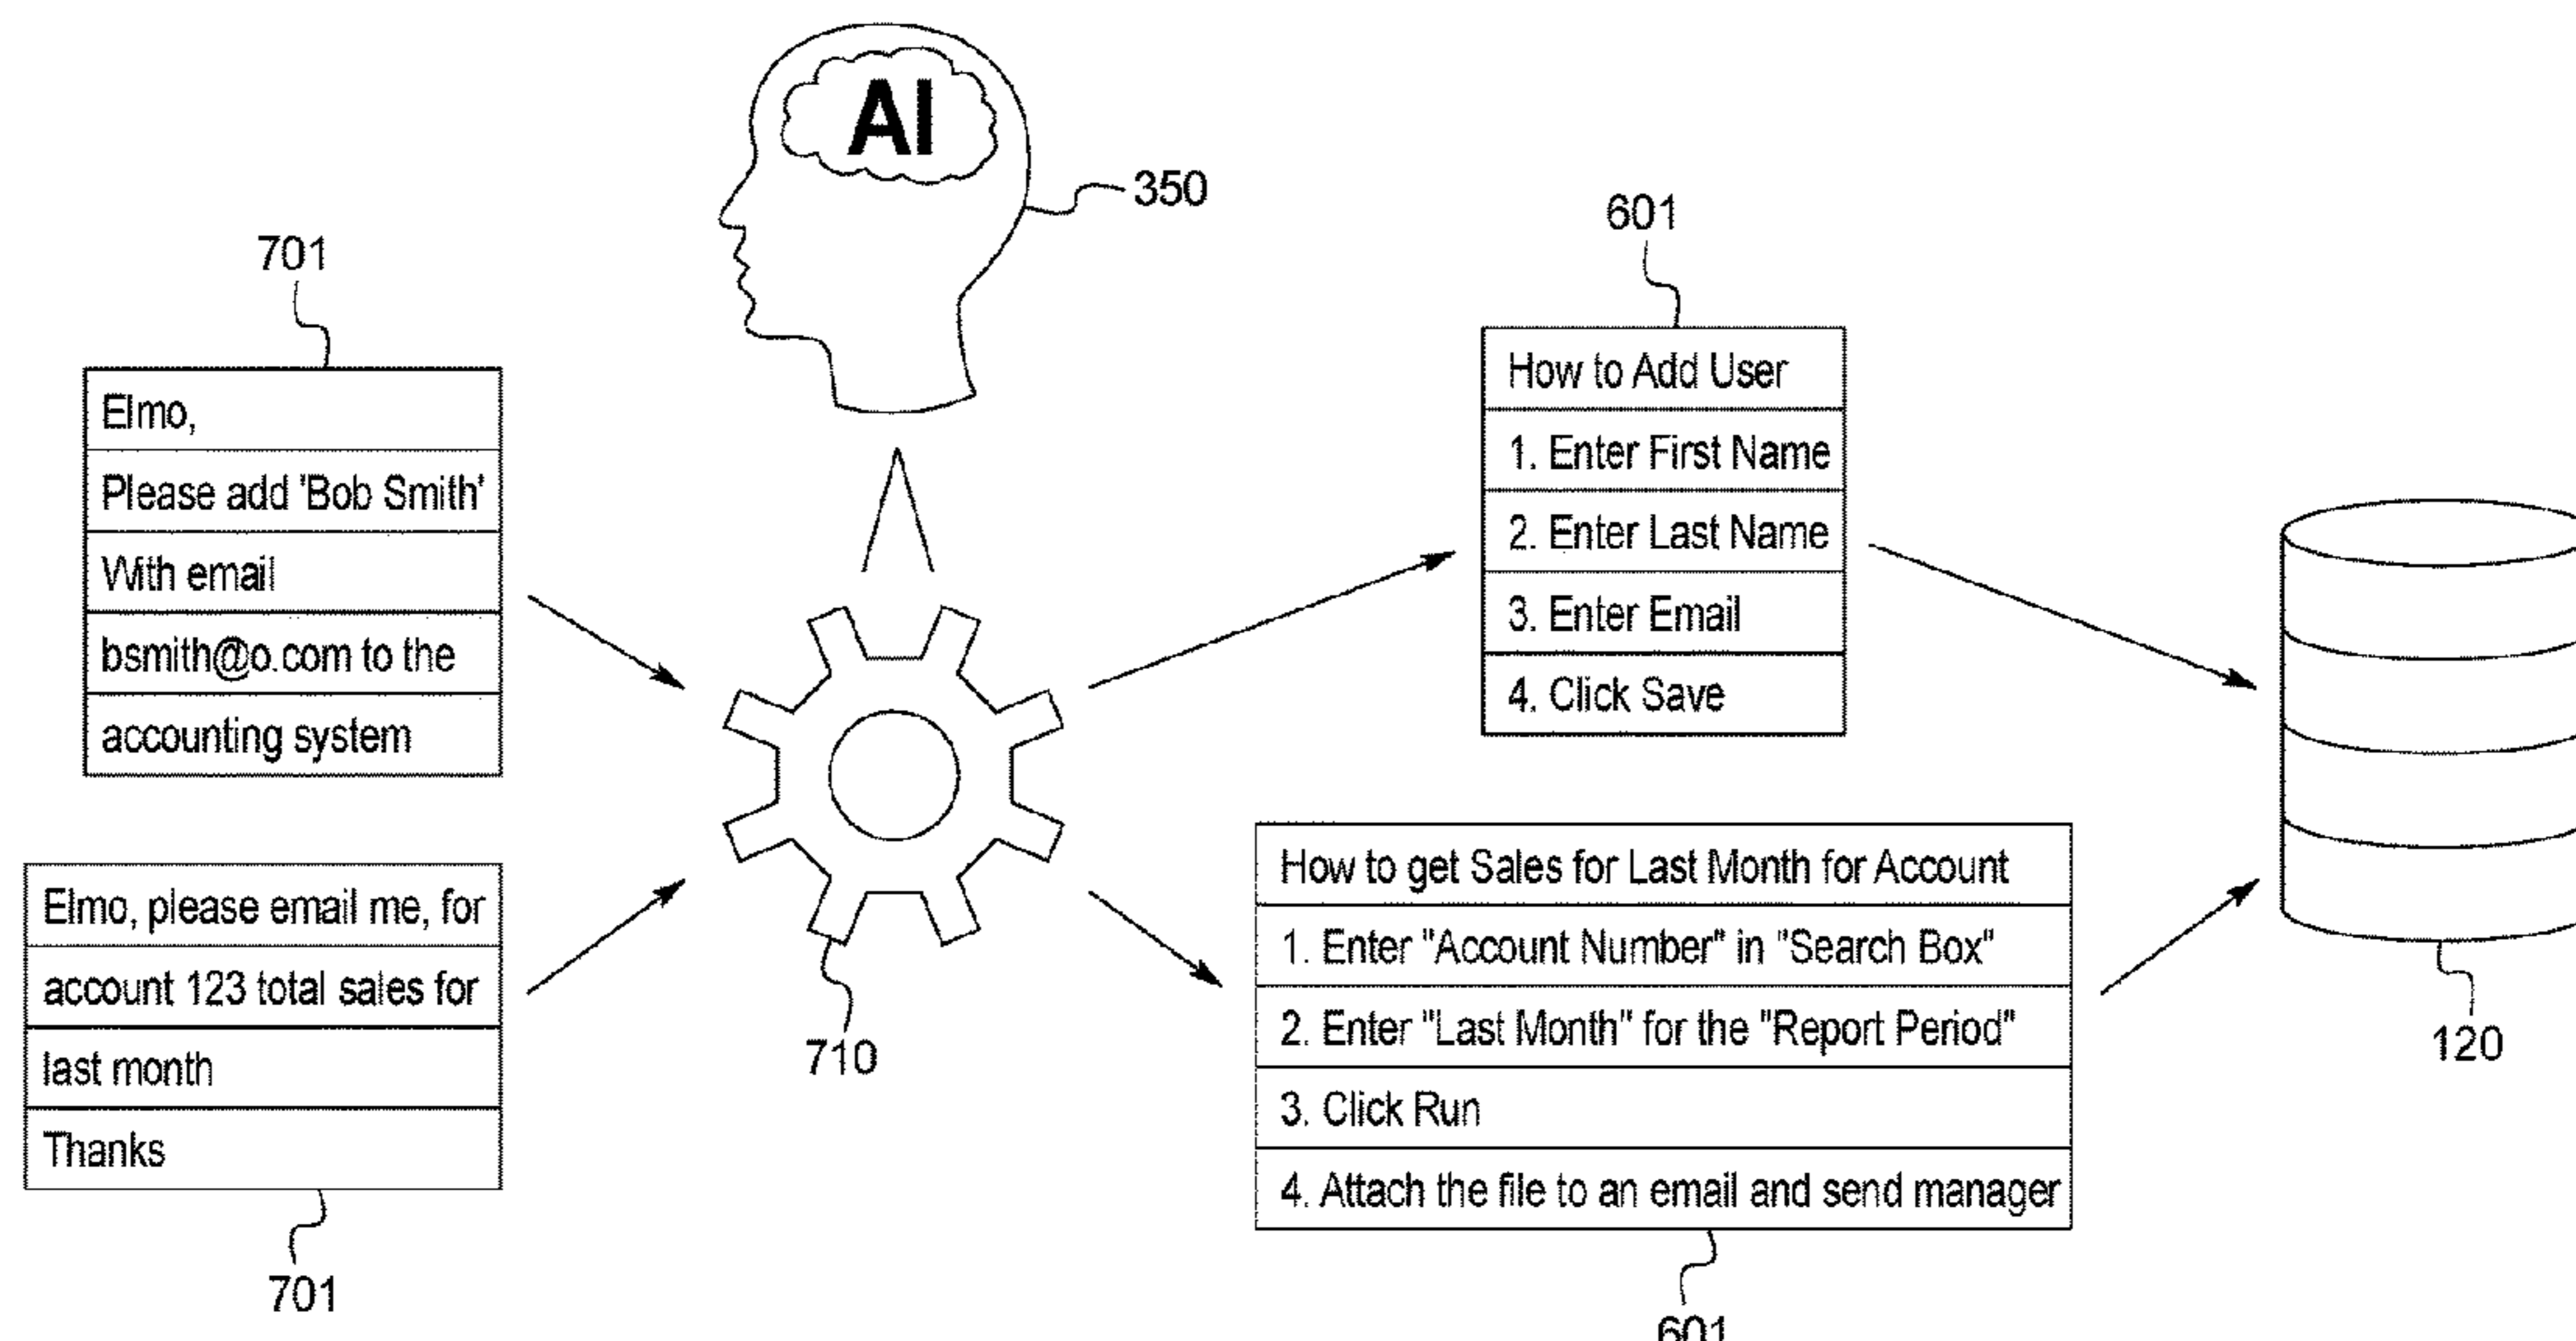 AI
350
701
Elmo,
Please add 'Bob Smith'
With email
bsmith@o.com to the
accounting system
Elmo, please email me, for
account 123 total sales for
last month
Thanks
701
710
601
How to Add User
1. Enter First Name
2. Enter Last Name
3. Enter Email
4. Click Save
How to get Sales for Last Month for Account
1. Enter "Account Number" in "Search Box"
2. Enter "Last Month" for the "Report Period"
3. Click Run
4. Attach the file to an email and send manager
601
120